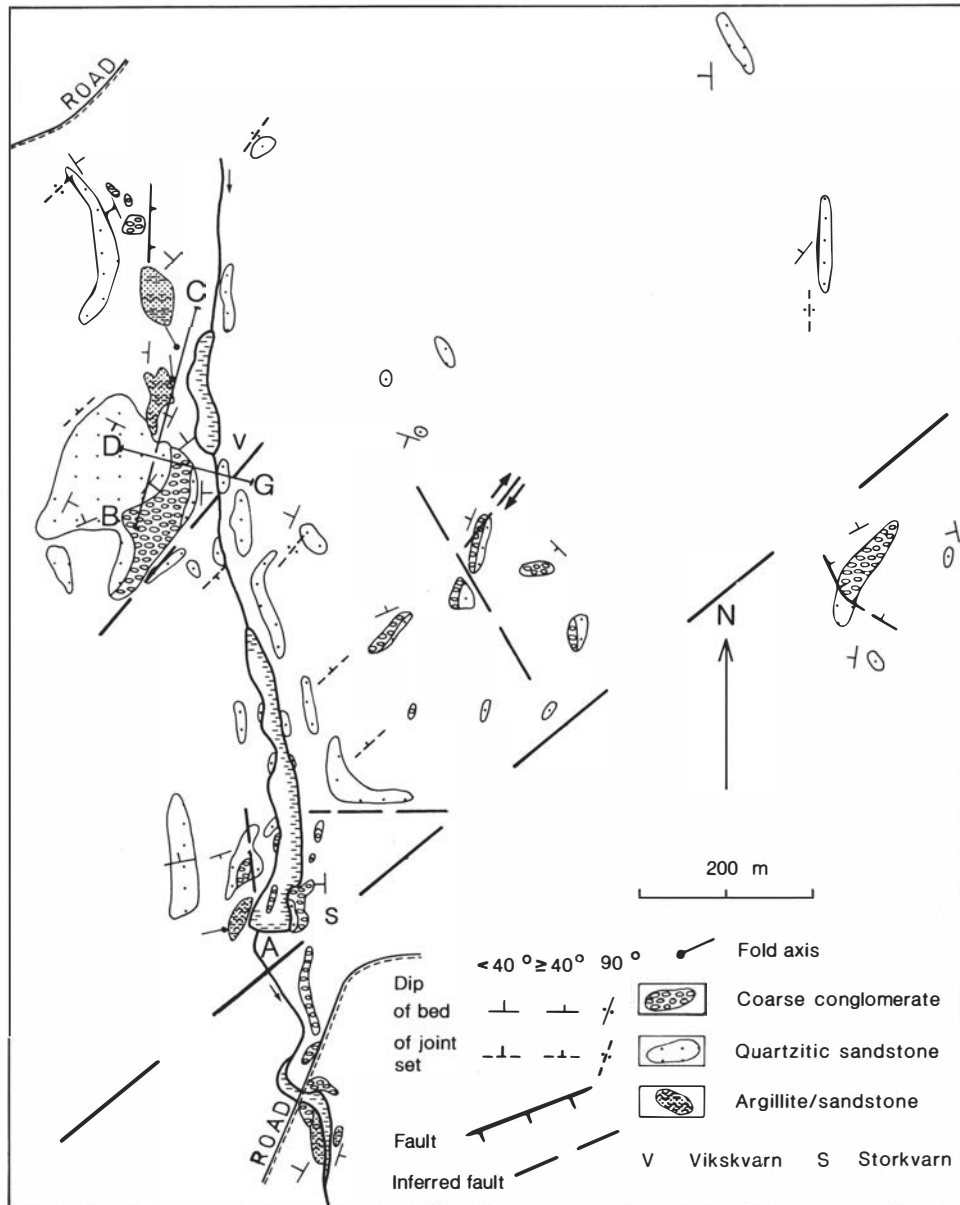 ROAD
C
D
V
G
B
N
S
A
200 m
<40° ≥40° 90°
Dip
of bed
of joint
set
Fault
Inferred fault
Fold axis
Coarse conglomerate
Quartzitic sandstone
Argillite/sandstone
V Vikskvarn S Storkvarn
ROAD